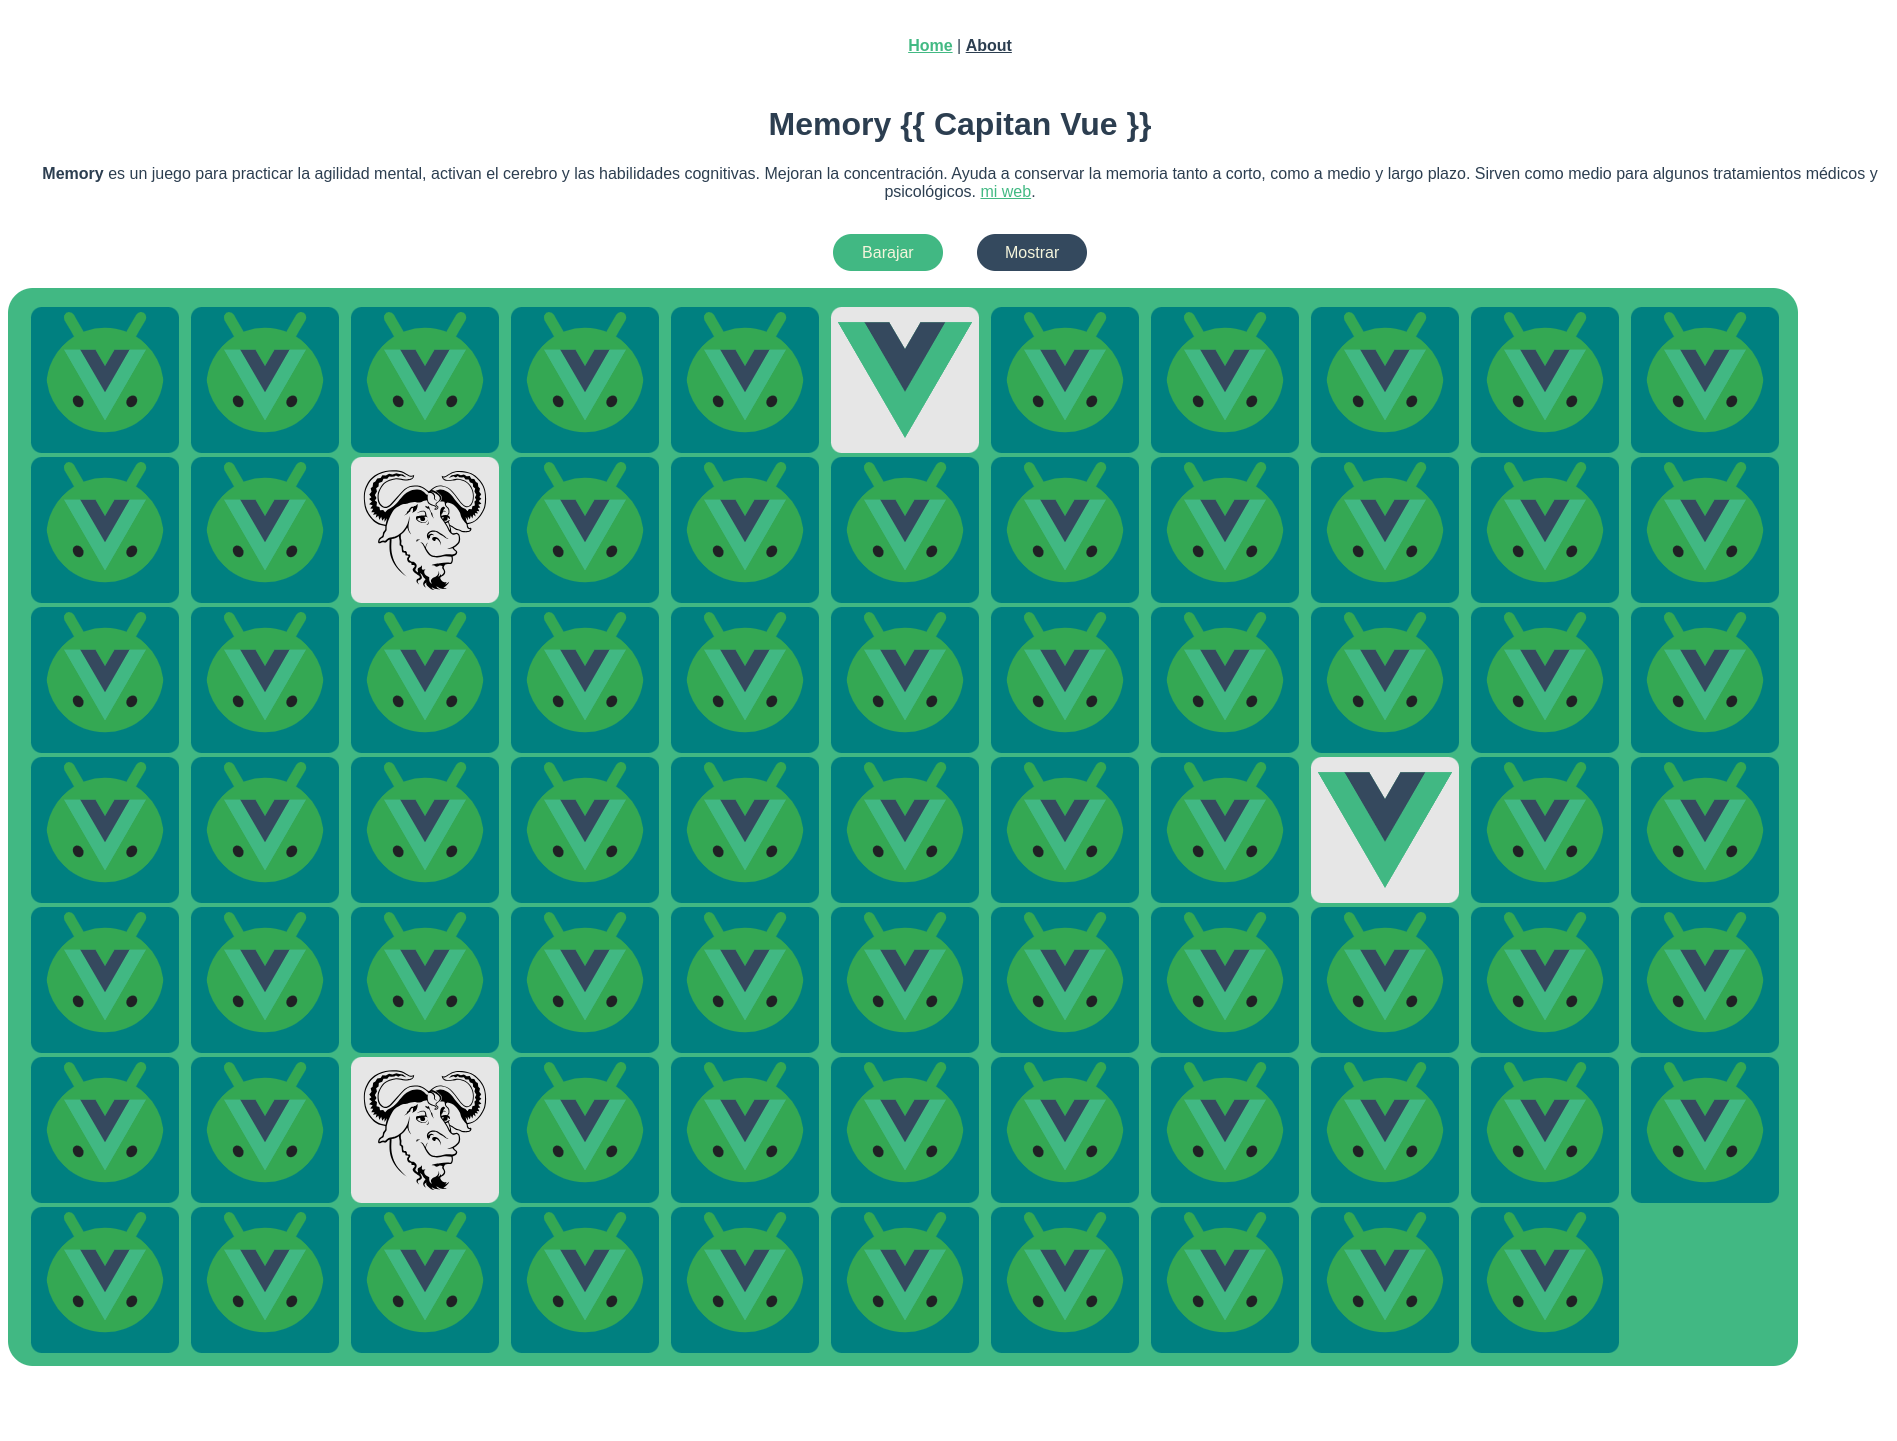 Home | About
Memory {{ Capitan Vue }}
Memory es un juego para practicar la agilidad mental, activan el cerebro y las habilidades cognitivas. Mejoran la concentración. Ayuda a conservar la memoria tanto a corto, como a medio y largo plazo. Sirven como medio para algunos tratamientos médicos y
psicológicos. mi web.
Barajar Mostrar